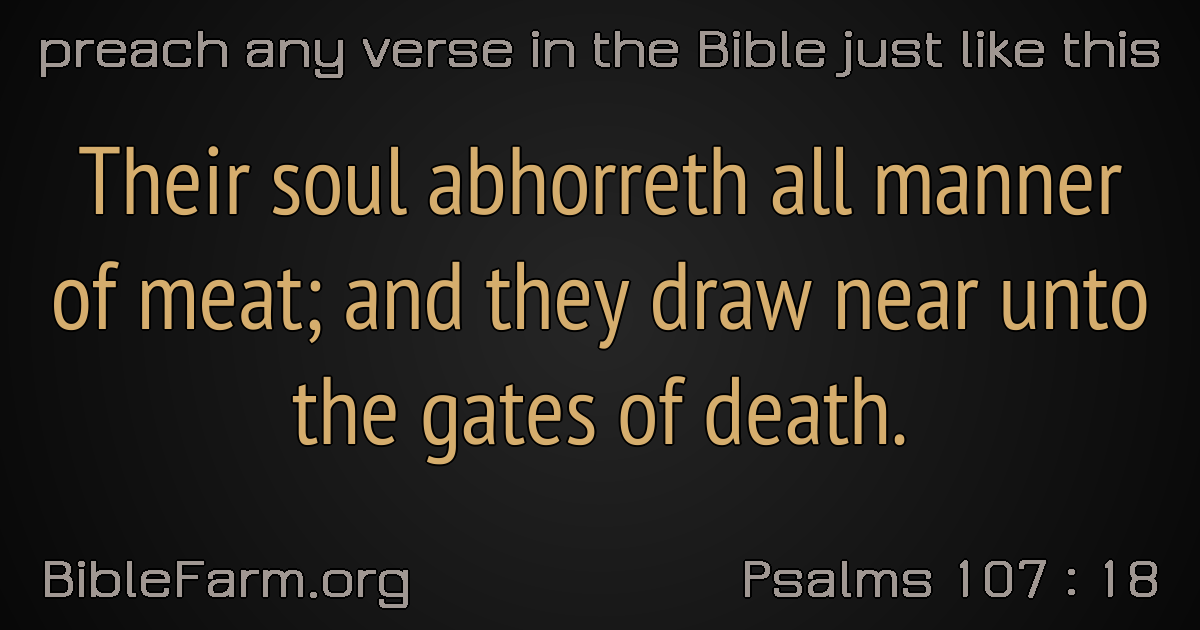 preach any verse in the Bible just like this
Their soul abhorreth all manner
of meat; and they draw near unto
the gates of death.
BibleFarm.org
Psalms 107 : 18